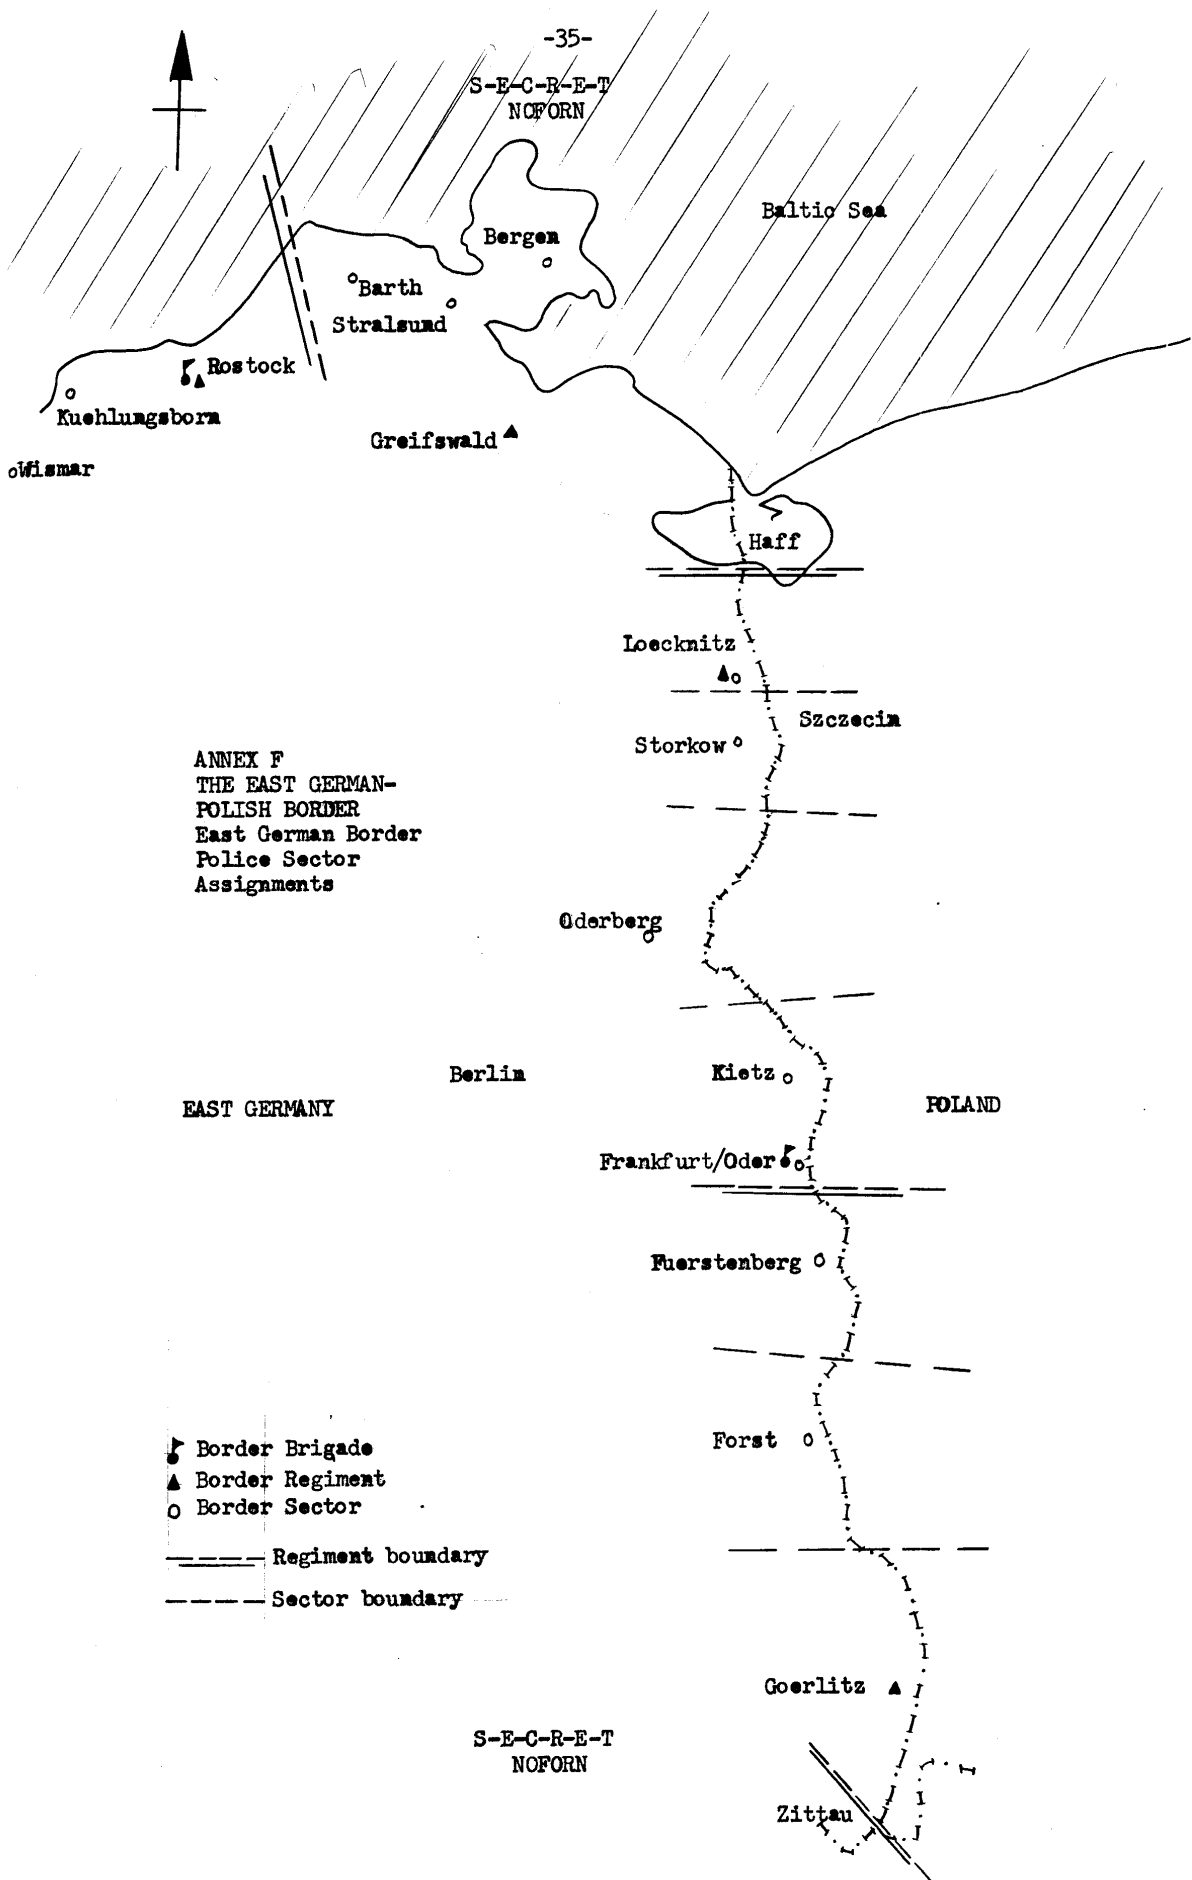 -35-
S-E-C-R-E-T
NOFORN
Baltic Sea
Bergen
Barth
Stralsund
Rostock
Kuehlungsborn
Greifswald
Wismar
Haff
Loecknitz
Szczecin
Storkow
ANNEX F
THE EAST GERMAN-
POLISH BORDER
East German Border
Police Sector
Assignments
Oderberg
Berlin
Kietz
EAST GERMANY
POLAND
Frankfurt/Oder
Fuerstenberg
Forst
Border Brigade
Border Regiment
Border Sector
Regiment boundary
Sector boundary
Goerlitz
S-E-C-R-E-T
NOFORN
Zittau